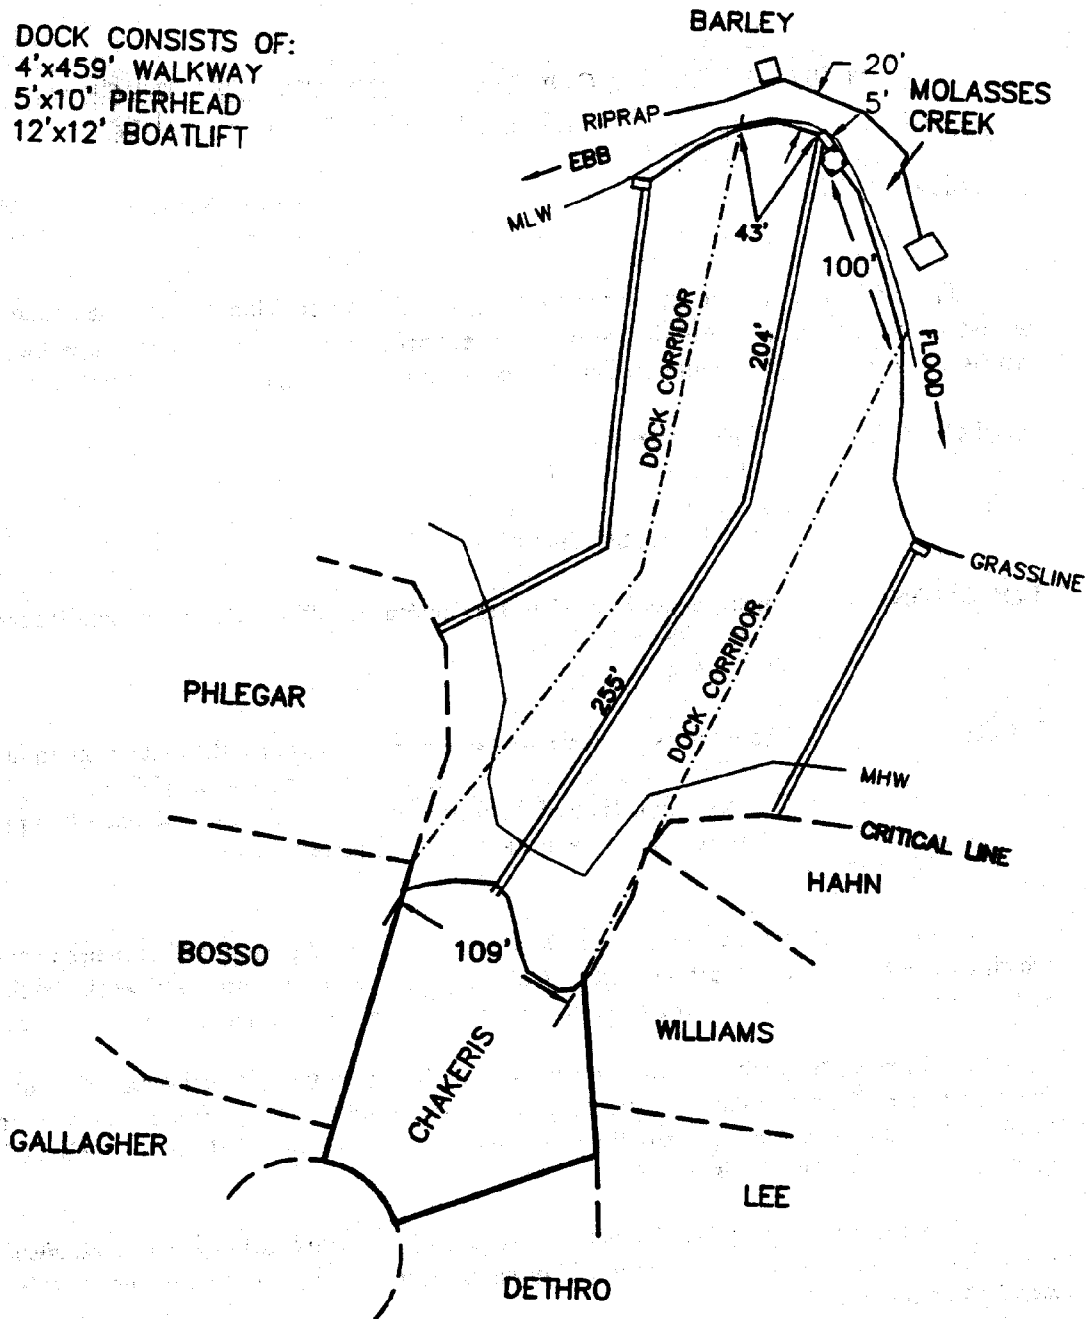 DOCK CONSISTS OF:
4'x459' WALKWAY
5'x10' PIERHEAD
12'x12' BOATLIFT
BARLEY
20'
5'
MOLASSES
CREEK
RIPRAP
EBB
MLW
43'
100'
DOCK CORRIDOR
204'
FLOOD
GRASSLINE
255'
DOCK CORRIDOR
PHLEGAR
MHW
CRITICAL LINE
HAHN
BOSSO
109'
WILLIAMS
CHAKERIS
GALLAGHER
LEE
DETHRO